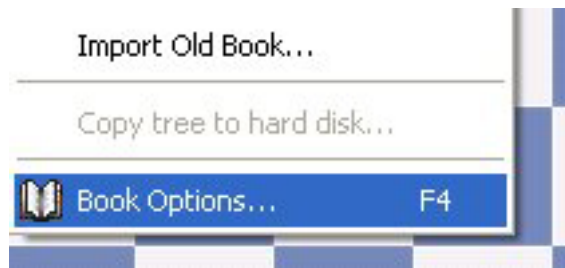 Import Old Book...
Copy tree to hard disk...
Book Options... F4